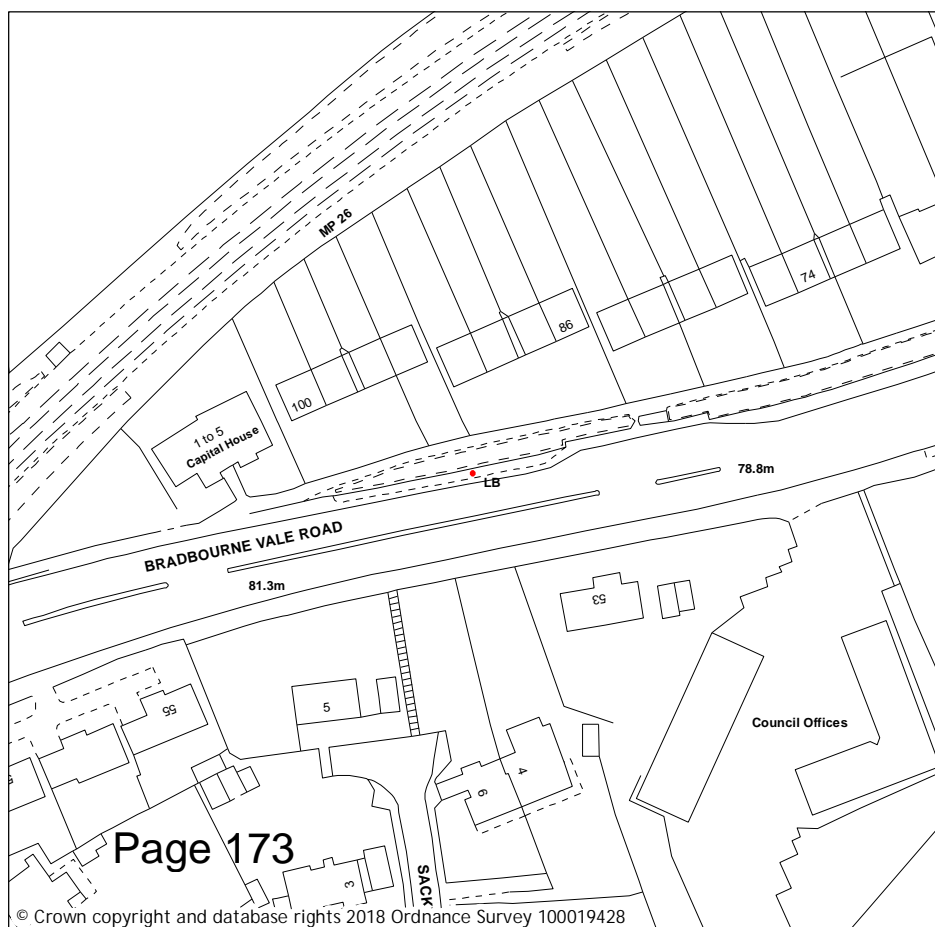 MP 26
74
86
100
1 to 5
Capital House
LB
78.8m
BRADBOURNE VALE ROAD
81.3m
53
55
5
Council Offices
4
6
Page 173
3
SACK
© Crown copyright and database rights 2018 Ordnance Survey 100019428